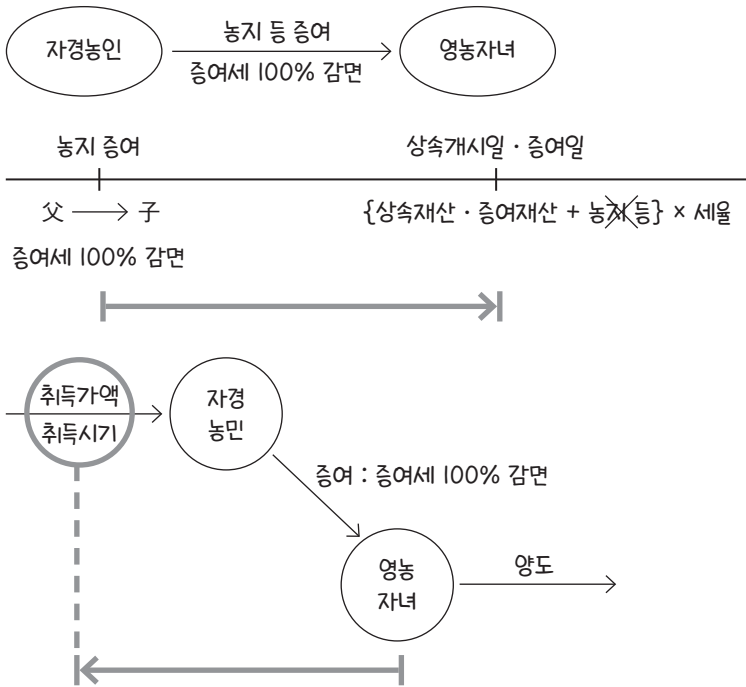 자경농인
농지 등 증여
증여세 100% 감면
영농자녀
농지 증여
상속개시일 · 증여일
父 → 子
{상속재산 · 증여재산 + 농지 등} × 세율
증여세 100% 감면
취득가액
취득시기
자경
농민
증여 : 증여세 100% 감면
영농
자녀
양도